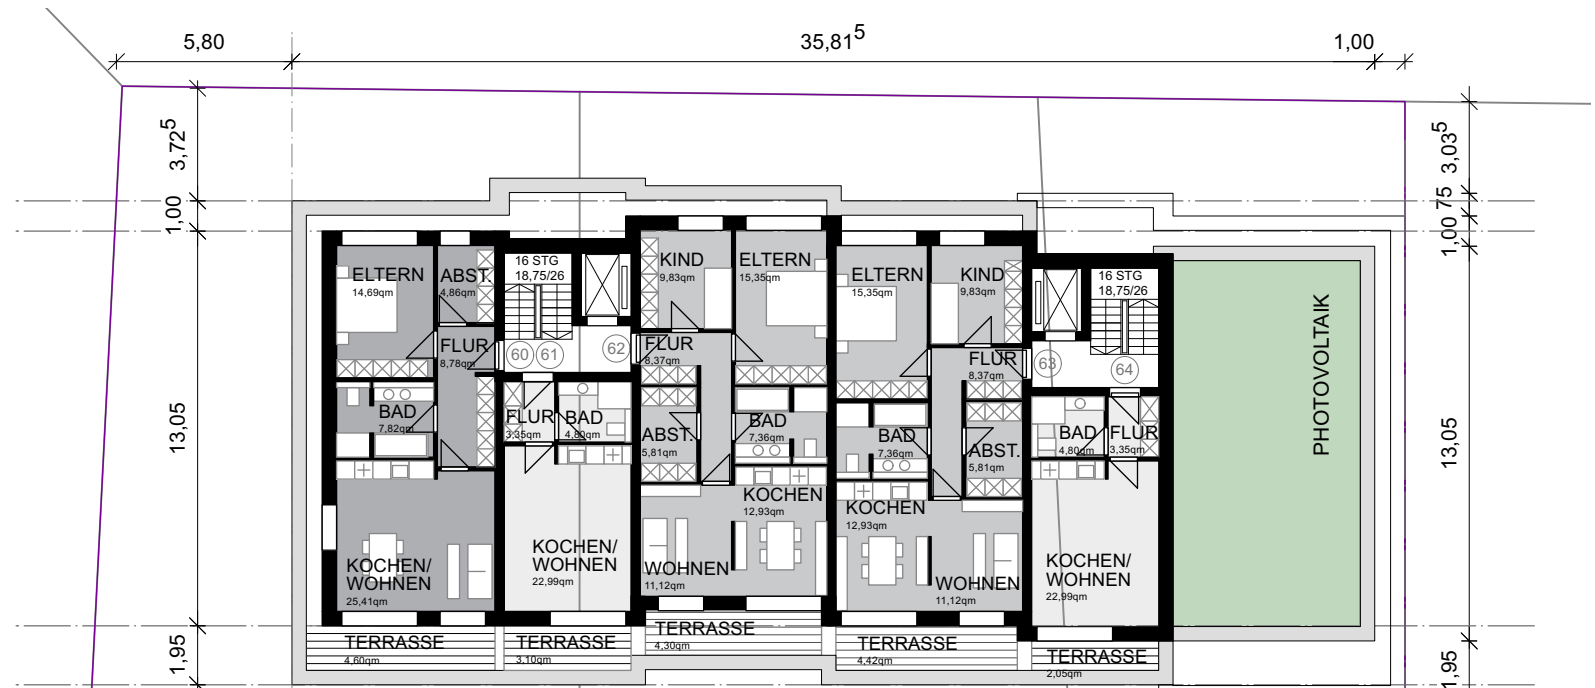 5,80
35,81⁵
1,00
3,72⁵
1,00
13,05
1,95
3,03⁵
75
1,00
13,05
1,95
ELTERN
14,69qm
ABST.
4,86qm
16 STG
18,75/26
FLUR
8,78qm
60
61
62
BAD
7,82qm
FLUR
3,35qm
BAD
4,80qm
KOCHEN/
WOHNEN
25,41qm
KOCHEN/
WOHNEN
22,99qm
KIND
9,83qm
ELTERN
15,35qm
FLUR
8,37qm
ABST.
5,81qm
BAD
7,36qm
KOCHEN
12,93qm
WOHNEN
11,12qm
ELTERN
15,35qm
KIND
9,83qm
FLUR
8,37qm
BAD
7,36qm
ABST.
5,81qm
KOCHEN
12,93qm
WOHNEN
11,12qm
16 STG
18,75/26
63
64
BAD
4,80qm
FLUR
3,35qm
KOCHEN/
WOHNEN
22,99qm
PHOTOVOLTAIK
TERRASSE
4,60qm
TERRASSE
3,10qm
TERRASSE
4,30qm
TERRASSE
4,42qm
TERRASSE
2,05qm